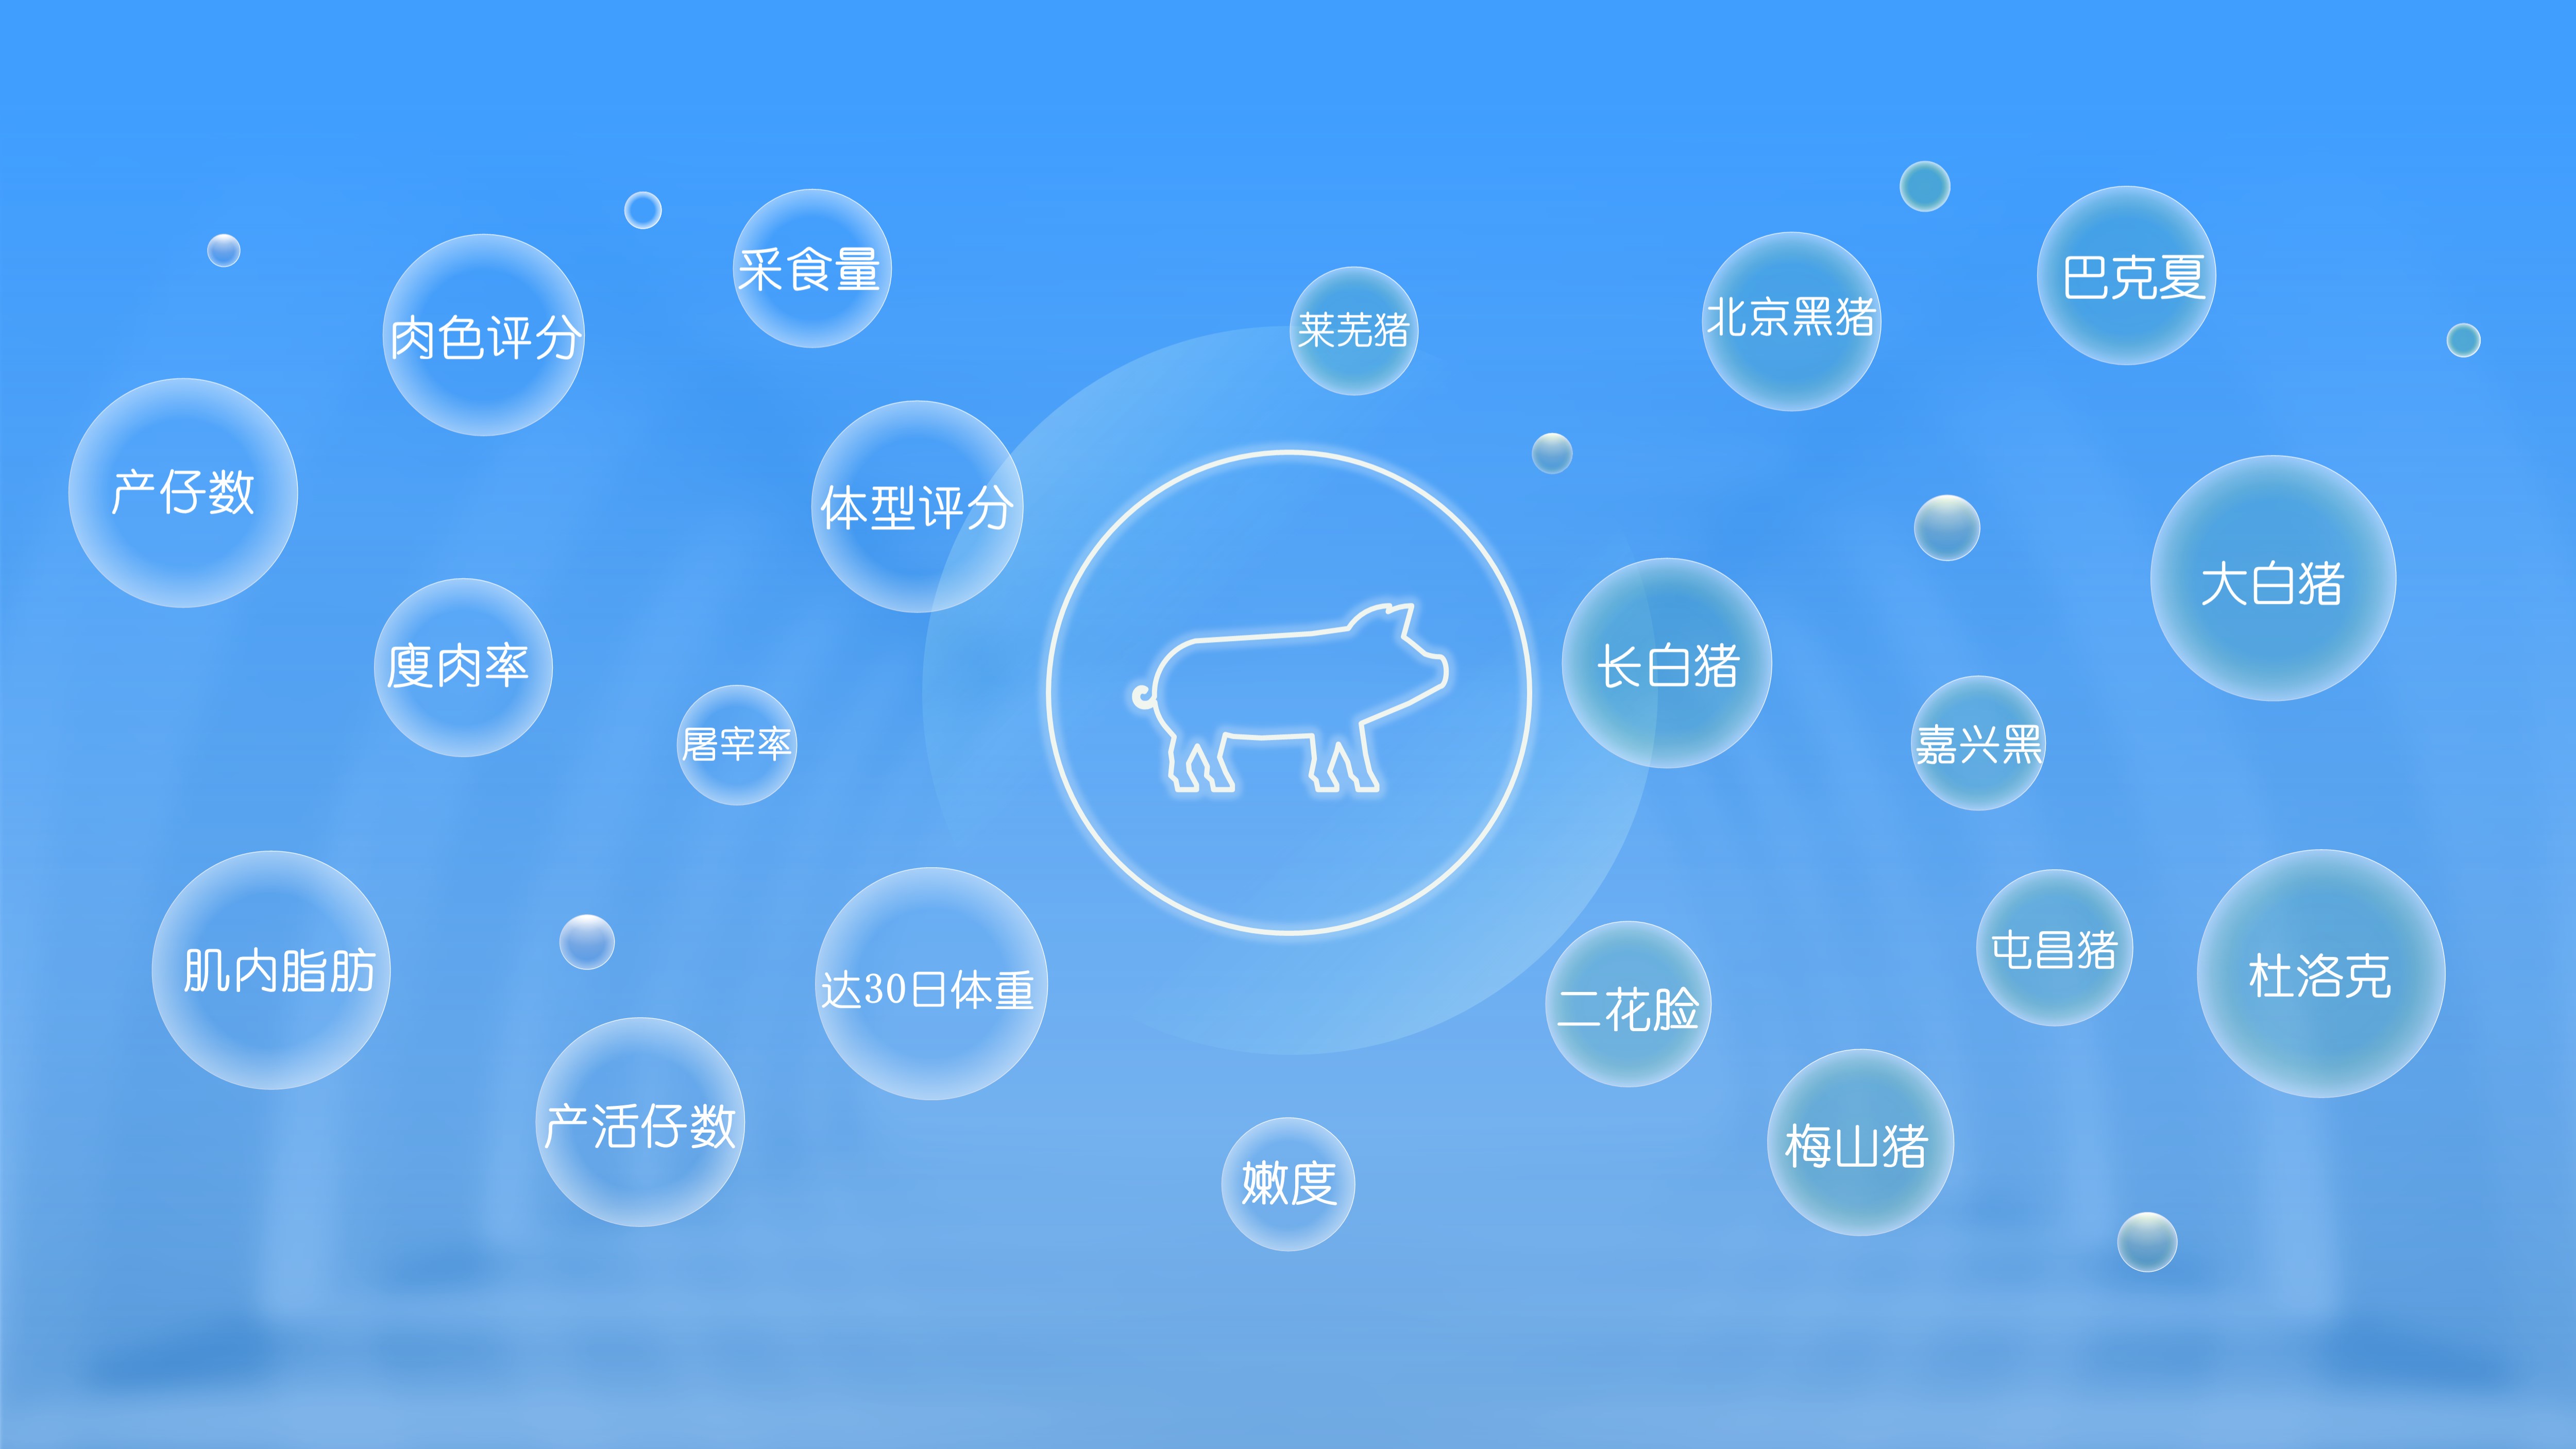 采食量
肉色评分
产仔数
体型评分
廋肉率
屠宰率
肌内脂肪
达30日体重
产活仔数
嫩度
莱芜猪
北京黑猪
巴克夏
大白猪
长白猪
嘉兴黑
屯昌猪
杜洛克
二花脸
梅山猪